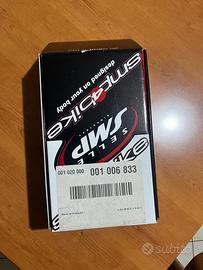 smp4bike
designed on your body
SELLE
SMP
001 020 000
001 006 833
subito